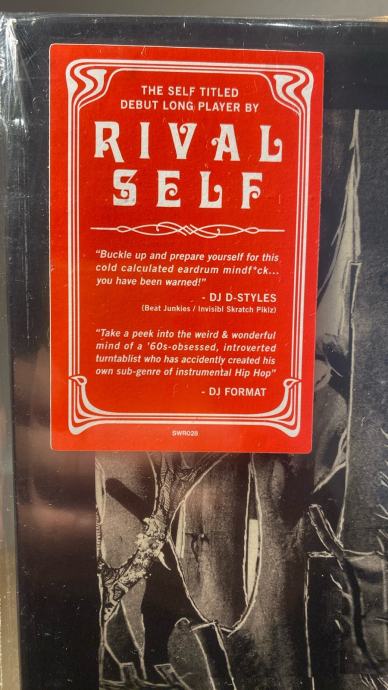 THE SELF TITLED
DEBUT LONG PLAYER BY
RIVAL
SELF
"Buckle up and prepare yourself for this
cold calculated eardrum mindf*ck...
you have been warned!"
- DJ D-STYLES
(Beat Junkies / Invisibl Skratch Piklz)
"Take a peek into the weird & wonderful
mind of a '60s-obsessed, introverted
turntablist who has accidently created his
own sub-genre of instrumental Hip Hop"
- DJ FORMAT
SWR028